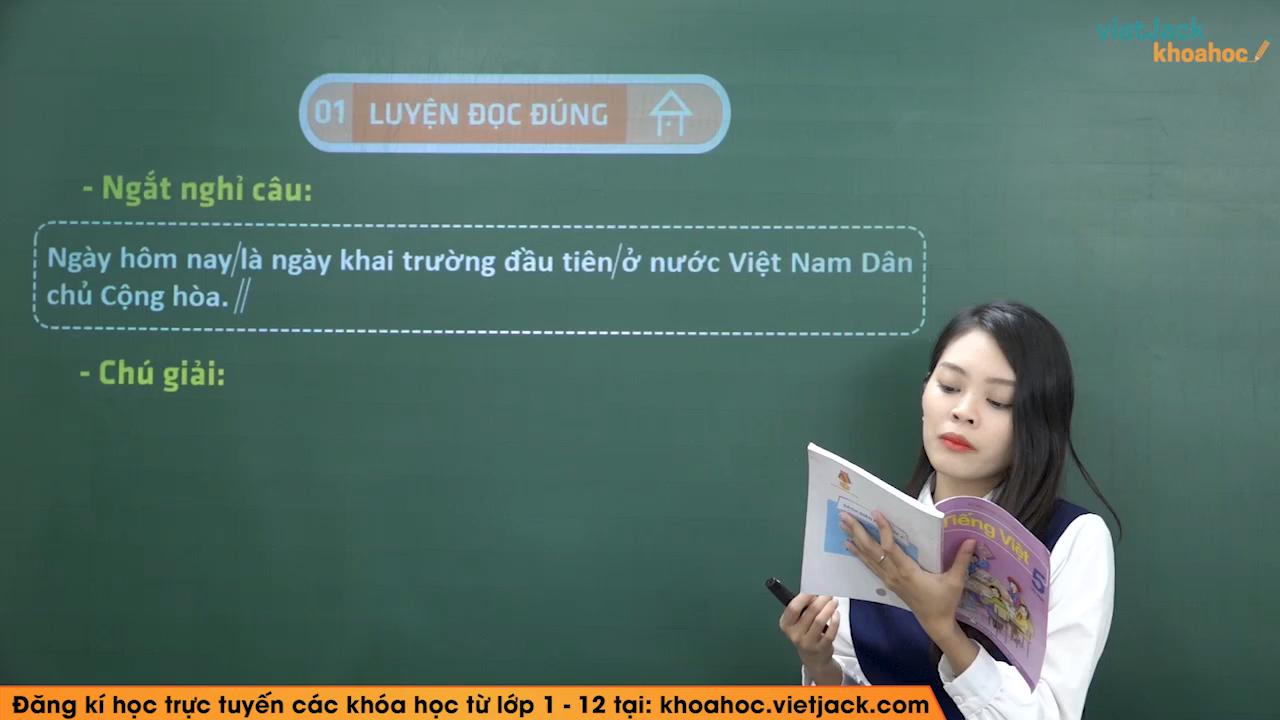 vietJack
khoahoc
01 LUYỆN ĐỌC ĐÚNG
- Ngắt nghỉ câu:
Ngày hôm nay/là ngày khai trường đầu tiên/ở nước Việt Nam Dân
chủ Cộng hòa.//
- Chú giải:
Tiếng Việt
5
Đăng kí học trực tuyến các khóa học từ lớp 1 - 12 tại: khoahoc.vietjack.com